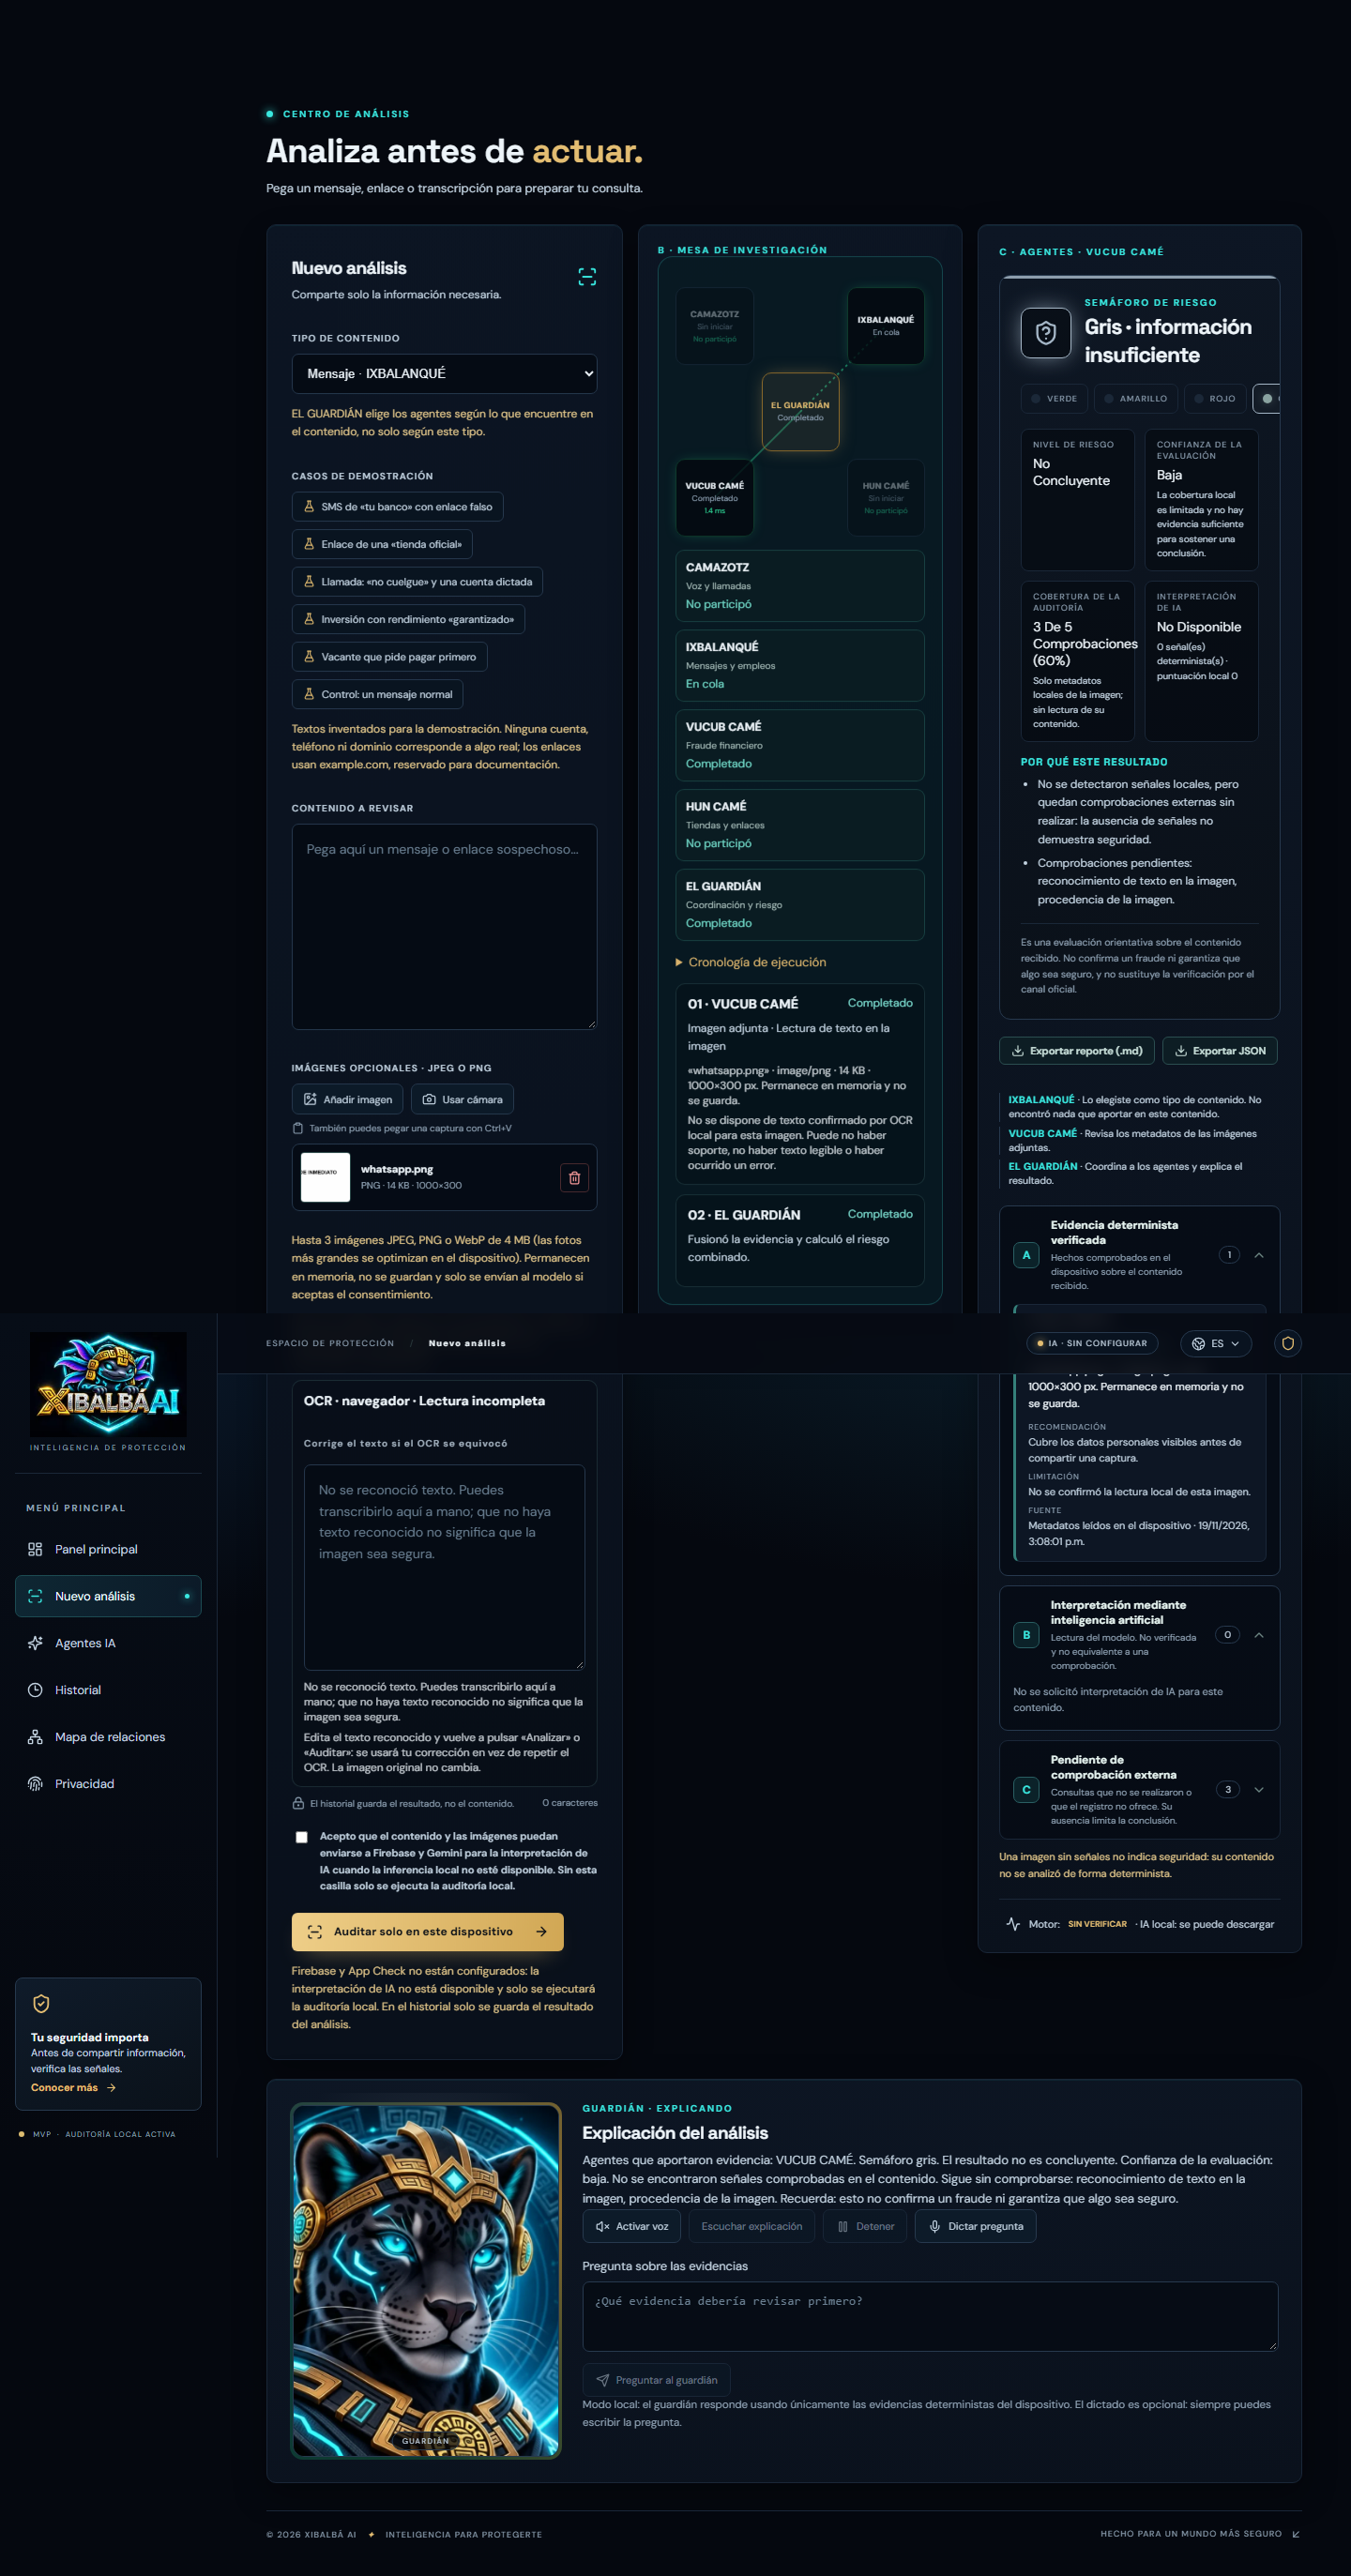 CENTRO DE ANÁLISIS
Analiza antes de actuar.
Pega un mensaje, enlace o transcripción para preparar tu consulta.
Nuevo análisis
Comparte solo la información necesaria.
TIPO DE CONTENIDO
Mensaje · IXBALANQUÉ
EL GUARDIÁN elige los agentes según lo que encuentre en
el contenido, no solo según este tipo.
CASOS DE DEMOSTRACIÓN
SMS de «tu banco» con enlace falso
Enlace de una «tienda oficial»
Llamada: «no cuelgue» y una cuenta dictada
Inversión con rendimiento «garantizado»
Vacante que pide pagar primero
Control: un mensaje normal
Textos inventados para la demostración. Ninguna cuenta,
teléfono ni dominio corresponde a algo real; los enlaces
usan example.com, reservado para documentación.
CONTENIDO A REVISAR
Pega aquí un mensaje o enlace sospechoso...
IMÁGENES OPCIONALES · JPEG O PNG
Añadir imagen
Usar cámara
También puedes pegar una captura con Ctrl+V
DE INMEDIATO
whatsapp.png
PNG · 14 KB · 1000×300
Hasta 3 imágenes JPEG, PNG o WebP de 4 MB (las fotos
más grandes se optimizan en el dispositivo). Permanecen
en memoria, no se guardan y solo se envían al modelo si
aceptas el consentimiento.
B · MESA DE INVESTIGACIÓN
CAMAZOTZ
Sin iniciar
No participó
IXBALANQUÉ
En cola
EL GUARDIÁN
Completado
VUCUB CAMÉ
Completado
1.4 ms
HUN CAMÉ
Sin iniciar
No participó
CAMAZOTZ
Voz y llamadas
No participó
IXBALANQUÉ
Mensajes y empleos
En cola
VUCUB CAMÉ
Fraude financiero
Completado
HUN CAMÉ
Tiendas y enlaces
No participó
EL GUARDIÁN
Coordinación y riesgo
Completado
Cronología de ejecución
01 · VUCUB CAMÉ
Completado
Imagen adjunta · Lectura de texto en la
imagen
«whatsapp.png» · image/png · 14 KB ·
1000×300 px. Permanece en memoria y no
se guarda.
No se dispone de texto confirmado por OCR
local para esta imagen. Puede no haber
soporte, no haber texto legible o haber
ocurrido un error.
02 · EL GUARDIÁN
Completado
Fusionó la evidencia y calculó el riesgo
combinado.
C · AGENTES · VUCUB CAMÉ
SEMÁFORO DE RIESGO
Gris · información
insuficiente
VERDE
AMARILLO
ROJO
NIVEL DE RIESGO
No
Concluyente
CONFIANZA DE LA
EVALUACIÓN
Baja
La cobertura local
es limitada y no hay
evidencia suficiente
para sostener una
conclusión.
COBERTURA DE LA
AUDITORÍA
3 De 5
Comprobaciones
(60%)
Solo metadatos
locales de la imagen;
sin lectura de su
contenido.
INTERPRETACIÓN
DE IA
No Disponible
0 señal(es)
determinista(s) ·
puntuación local 0
POR QUÉ ESTE RESULTADO
No se detectaron señales locales, pero
quedan comprobaciones externas sin
realizar: la ausencia de señales no
demuestra seguridad.
Comprobaciones pendientes:
reconocimiento de texto en la imagen,
procedencia de la imagen.
Es una evaluación orientativa sobre el contenido
recibido. No confirma un fraude ni garantiza que
algo sea seguro, y no sustituye la verificación por el
canal oficial.
Exportar reporte (.md)
Exportar JSON
IXBALANQUÉ · Lo elegiste como tipo de contenido. No
encontró nada que aportar en este contenido.
VUCUB CAMÉ · Revisa los metadatos de las imágenes
adjuntas.
EL GUARDIÁN · Coordina a los agentes y explica el
resultado.
A
Evidencia determinista
verificada
Hechos comprobados en el
dispositivo sobre el contenido
recibido.
1
XIBALBÁ AI
INTELIGENCIA DE PROTECCIÓN
MENÚ PRINCIPAL
Panel principal
Nuevo análisis
Agentes IA
Historial
Mapa de relaciones
Privacidad
Tu seguridad importa
Antes de compartir información,
verifica las señales.
Conocer más
MVP · AUDITORÍA LOCAL ACTIVA
ESPACIO DE PROTECCIÓN / Nuevo análisis
IA · SIN CONFIGURAR
ES
OCR · navegador · Lectura incompleta
Corrige el texto si el OCR se equivocó
No se reconoció texto. Puedes
transcribirlo aquí a mano; que no haya
texto reconocido no significa que la
imagen sea segura.
No se reconoció texto. Puedes transcribirlo aquí a
mano; que no haya texto reconocido no significa que la
imagen sea segura.
Edita el texto reconocido y vuelve a pulsar «Analizar» o
«Auditar»: se usará tu corrección en vez de repetir el
OCR. La imagen original no cambia.
El historial guarda el resultado, no el contenido.
0 caracteres
Acepto que el contenido y las imágenes puedan
enviarse a Firebase y Gemini para la interpretación de
IA cuando la inferencia local no esté disponible. Sin esta
casilla solo se ejecuta la auditoría local.
Auditar solo en este dispositivo
Firebase y App Check no están configurados: la
interpretación de IA no está disponible y solo se ejecutará
la auditoría local. En el historial solo se guarda el resultado
del análisis.
1000×300 px. Permanece en memoria y no
se guarda.
RECOMENDACIÓN
Cubre los datos personales visibles antes de
compartir una captura.
LIMITACIÓN
No se confirmó la lectura local de esta imagen.
FUENTE
Metadatos leídos en el dispositivo · 19/11/2026,
3:08:01 p.m.
B
Interpretación mediante
inteligencia artificial
Lectura del modelo. No verificada
y no equivalente a una
comprobación.
0
No se solicitó interpretación de IA para este
contenido.
C
Pendiente de
comprobación externa
Consultas que no se realizaron o
que el registro no ofrece. Su
ausencia limita la conclusión.
3
Una imagen sin señales no indica seguridad: su contenido
no se analizó de forma determinista.
Motor: SIN VERIFICAR · IA local: se puede descargar
GUARDIÁN
GUARDIÁN · EXPLICANDO
Explicación del análisis
Agentes que aportaron evidencia: VUCUB CAMÉ. Semáforo gris. El resultado no es concluyente. Confianza de la evaluación:
baja. No se encontraron señales comprobadas en el contenido. Sigue sin comprobarse: reconocimiento de texto en la
imagen, procedencia de la imagen. Recuerda: esto no confirma un fraude ni garantiza que algo sea seguro.
Activar voz
Escuchar explicación
Detener
Dictar pregunta
Pregunta sobre las evidencias
¿Qué evidencia debería revisar primero?
Preguntar al guardián
Modo local: el guardián responde usando únicamente las evidencias deterministas del dispositivo. El dictado es opcional: siempre puedes
escribir la pregunta.
© 2026 XIBALBÁ AI
INTELIGENCIA PARA PROTEGERTE
HECHO PARA UN MUNDO MÁS SEGURO